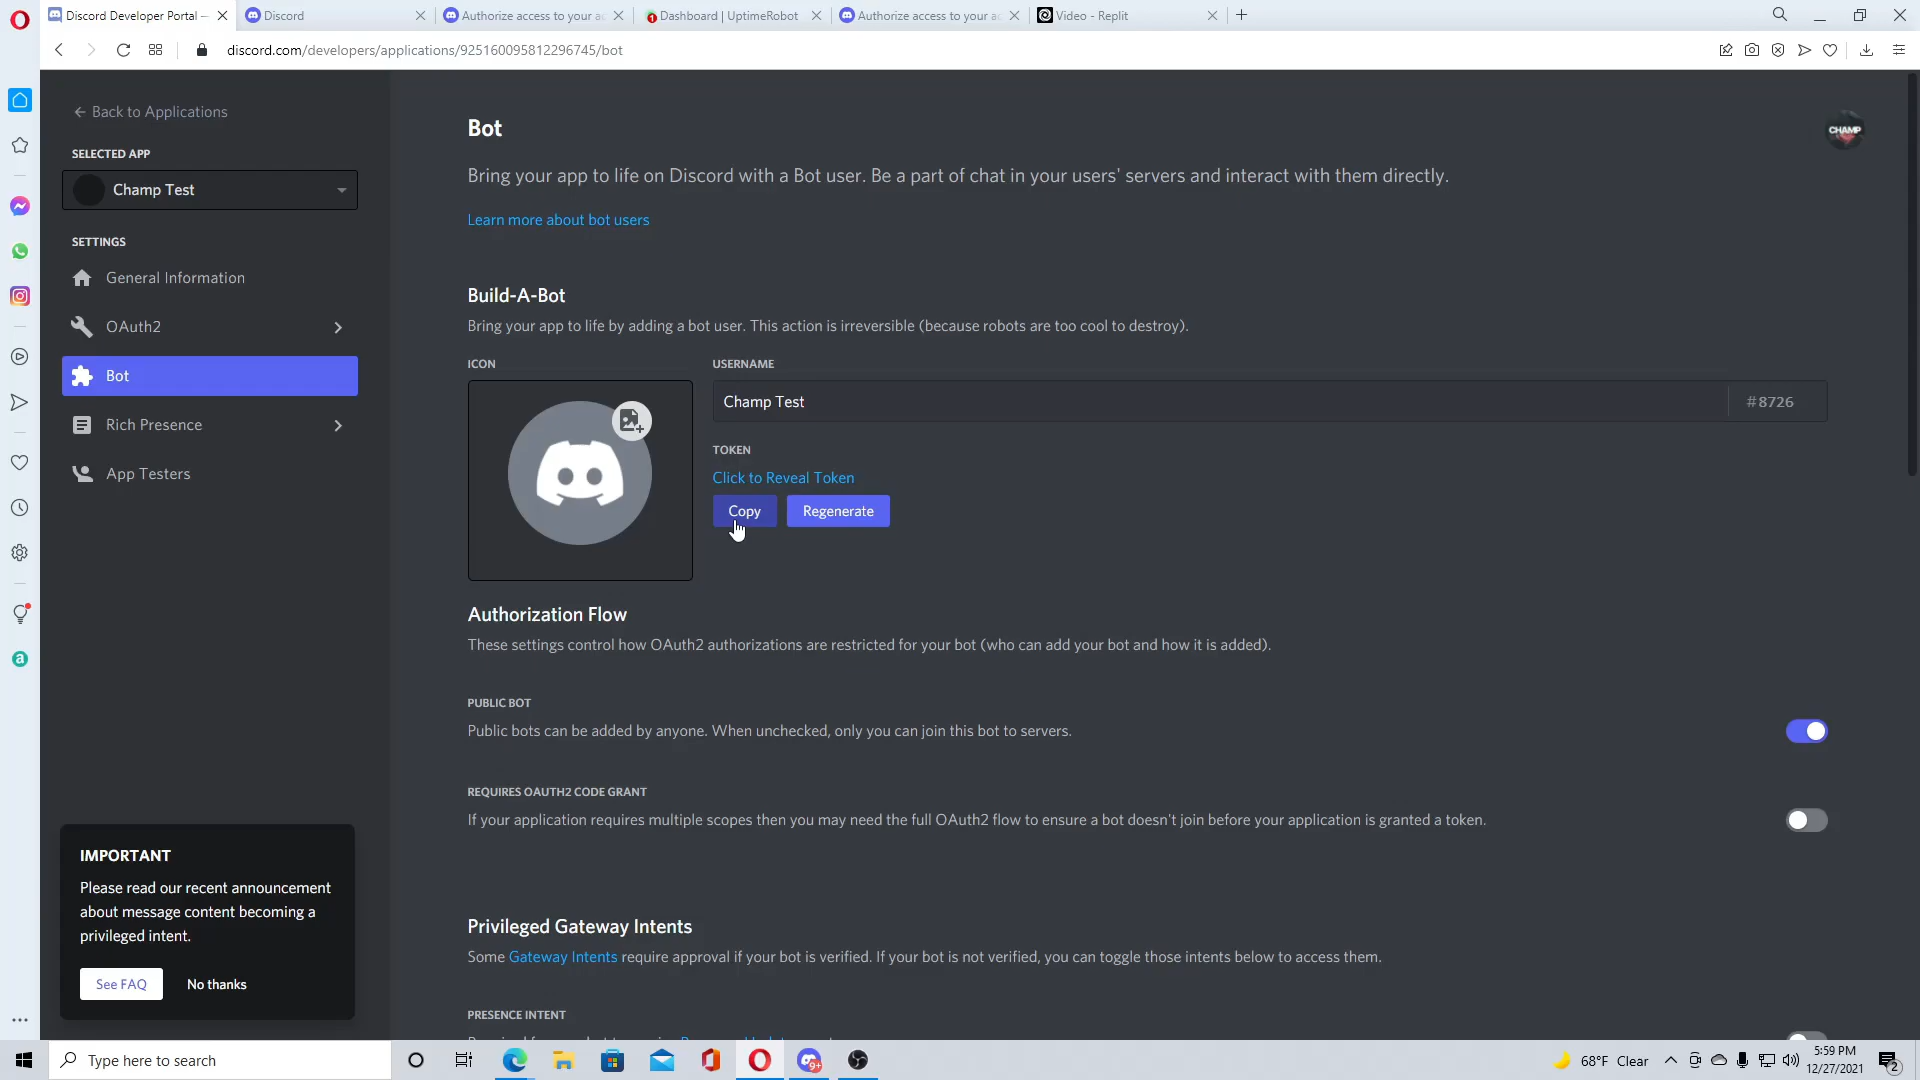 Discord Developer Portal —
Discord
Authorize access to your ac
Dashboard | UptimeRobot
Authorize access to your ac
Video - Replit
discord.com/developers/applications/925160095812296745/bot
← Back to Applications
SELECTED APP
Champ Test
SETTINGS
General Information
OAuth2
Bot
Rich Presence
App Testers
IMPORTANT
Please read our recent announcement
about message content becoming a
privileged intent.
See FAQ
No thanks
Bot
CHAMP
Bring your app to life on Discord with a Bot user. Be a part of chat in your users' servers and interact with them directly.
Learn more about bot users
Build-A-Bot
Bring your app to life by adding a bot user. This action is irreversible (because robots are too cool to destroy).
ICON
USERNAME
Champ Test
#8726
TOKEN
Click to Reveal Token
Copy
Regenerate
Authorization Flow
These settings control how OAuth2 authorizations are restricted for your bot (who can add your bot and how it is added).
PUBLIC BOT
Public bots can be added by anyone. When unchecked, only you can join this bot to servers.
REQUIRES OAUTH2 CODE GRANT
If your application requires multiple scopes then you may need the full OAuth2 flow to ensure a bot doesn't join before your application is granted a token.
Privileged Gateway Intents
Some Gateway Intents require approval if your bot is verified. If your bot is not verified, you can toggle those intents below to access them.
PRESENCE INTENT
Type here to search
9+
68°F Clear
5:59 PM
12/27/2021
2